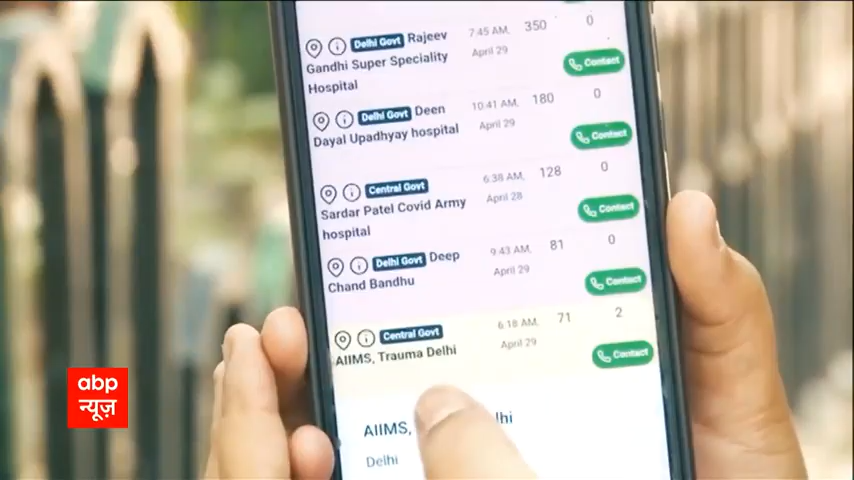 Delhi Govt Rajeev 7:45 AM, 350 0
Gandhi Super Speciality April 29 Contact
Hospital
Delhi Govt Deen 10:41 AM, 180 0
Dayal Upadhyay hospital April 29 Contact
Central Govt 6:38 AM, 128 0
Sardar Patel Covid Army April 28 Contact
hospital
Delhi Govt Deep 9:43 AM, 81 0
Chand Bandhu April 29 Contact
Central Govt 6:18 AM, 71 2
AIIMS, Trauma Delhi April 29 Contact
AIIMS,
Delhi
abp
न्यूज़